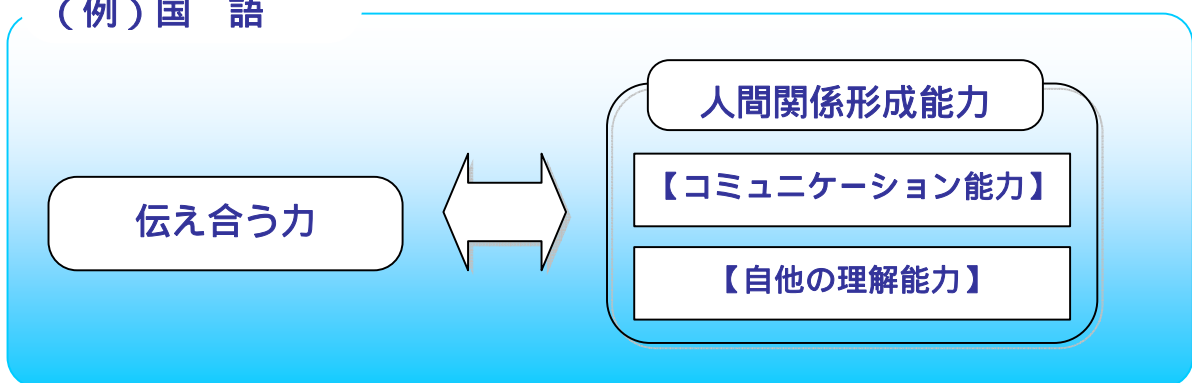 （例）国　語
人間関係形成能力
【コミュニケーション能力】
伝え合う力
【自他の理解能力】